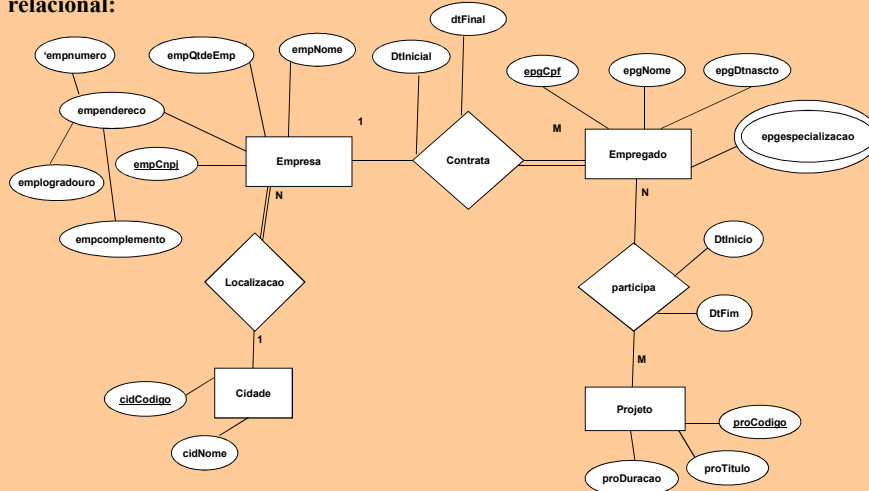 relacional:
dtFinal
‘empnumero
empQtdeEmp
empNome
DtInicial
epgCpf
epgNome
epgDtnascto
empendereco
1
M
epgespecializacao
empCnpj
Empresa
Contrata
Empregado
emplogradouro
N
N
empcomplemento
DtInicio
Localizacao
participa
DtFim
1
M
cidCodigo
Cidade
Projeto
proCodigo
cidNome
proTitulo
proDuracao